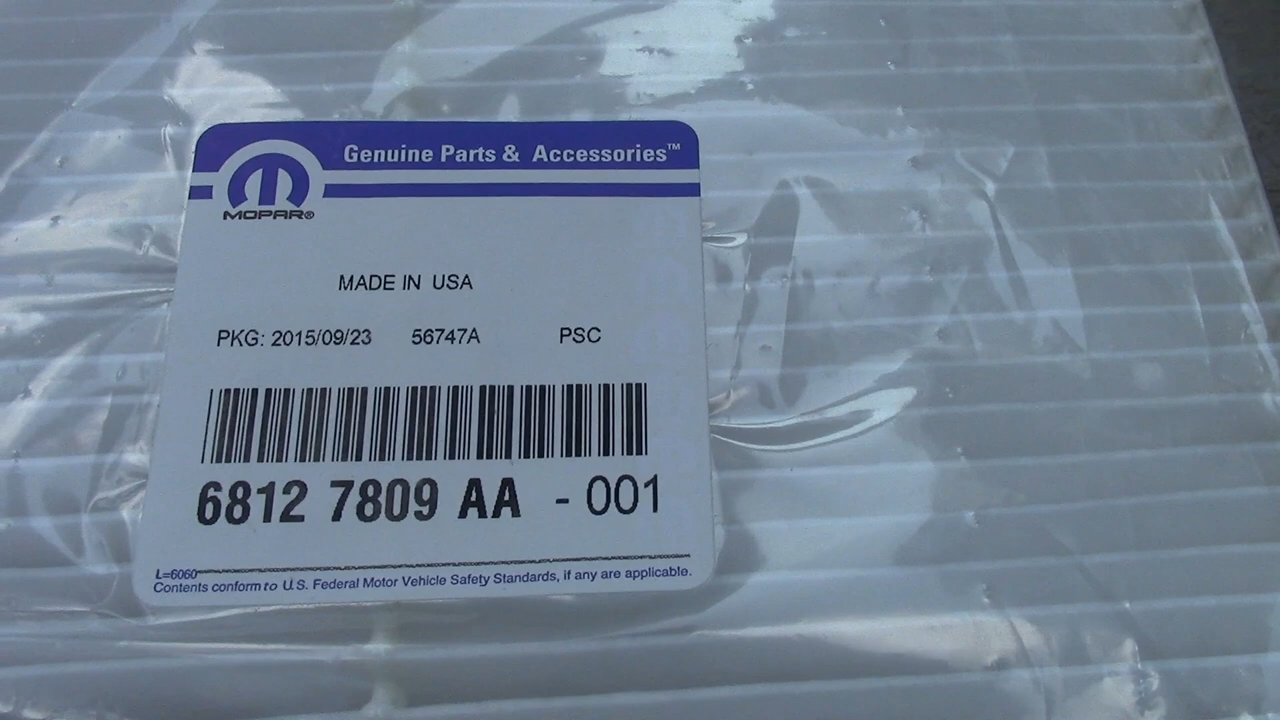 Genuine Parts & Accessories™
MOPAR®
MADE IN USA
PKG: 2015/09/23 56747A PSC
6812 7809 AA - 001
L=6060
Contents conform to U.S. Federal Motor Vehicle Safety Standards, if any are applicable.